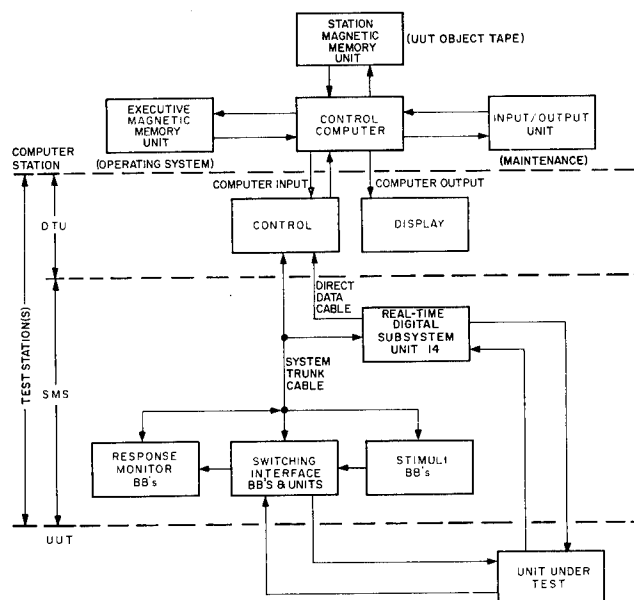 STATION
MAGNETIC
MEMORY
UNIT
(UUT OBJECT TAPE)
EXECUTIVE
MAGNETIC
MEMORY
UNIT
(OPERATING SYSTEM)
CONTROL
COMPUTER
INPUT/OUTPUT
UNIT
(MAINTENANCE)
COMPUTER
STATION
COMPUTER INPUT
COMPUTER OUTPUT
DTU
CONTROL
DISPLAY
DIRECT
DATA
CABLE
REAL-TIME
DIGITAL
SUBSYSTEM
UNIT 14
TEST STATION(S)
SMS
SYSTEM
TRUNK
CABLE
RESPONSE
MONITOR
BB's
SWITCHING
INTERFACE
BB'S & UNITS
STIMULI
BB's
UUT
UNIT UNDER
TEST